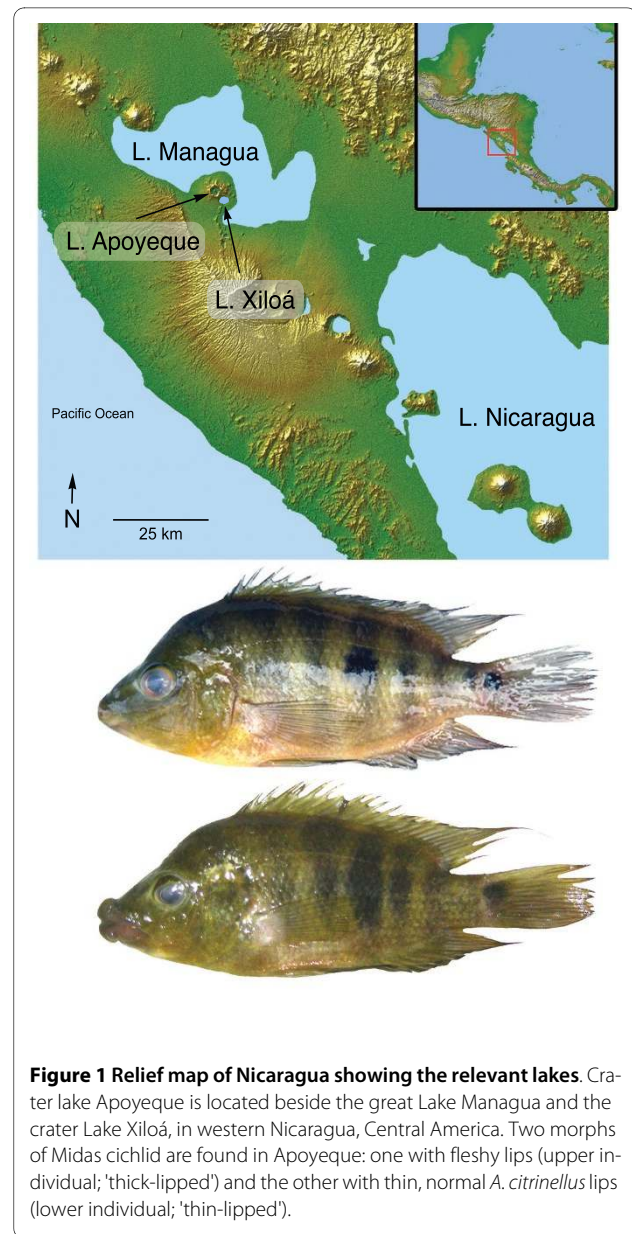 L. Managua
L. Apoyeque
L. Xiloá
Pacific Ocean
L. Nicaragua
N
25 km
Figure 1 Relief map of Nicaragua showing the relevant lakes. Cra-
ter lake Apoyeque is located beside the great Lake Managua and the
crater Lake Xiloá, in western Nicaragua, Central America. Two morphs
of Midas cichlid are found in Apoyeque: one with fleshy lips (upper in-
dividual; 'thick-lipped') and the other with thin, normal A. citrinellus lips
(lower individual; 'thin-lipped').